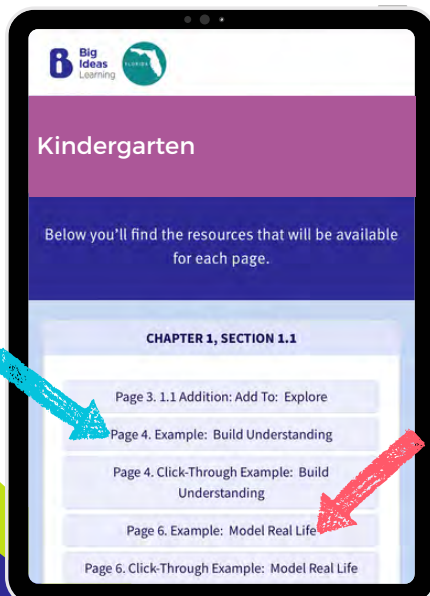 Big
Ideas
Learning
FLORIDA
Kindergarten
Below you'll find the resources that will be available
for each page.
CHAPTER 1, SECTION 1.1
Page 3. 1.1 Addition: Add To: Explore
Page 4. Example: Build Understanding
Page 4. Click-Through Example: Build
Understanding
Page 6. Example: Model Real Life
Page 6. Click-Through Example: Model Real Life